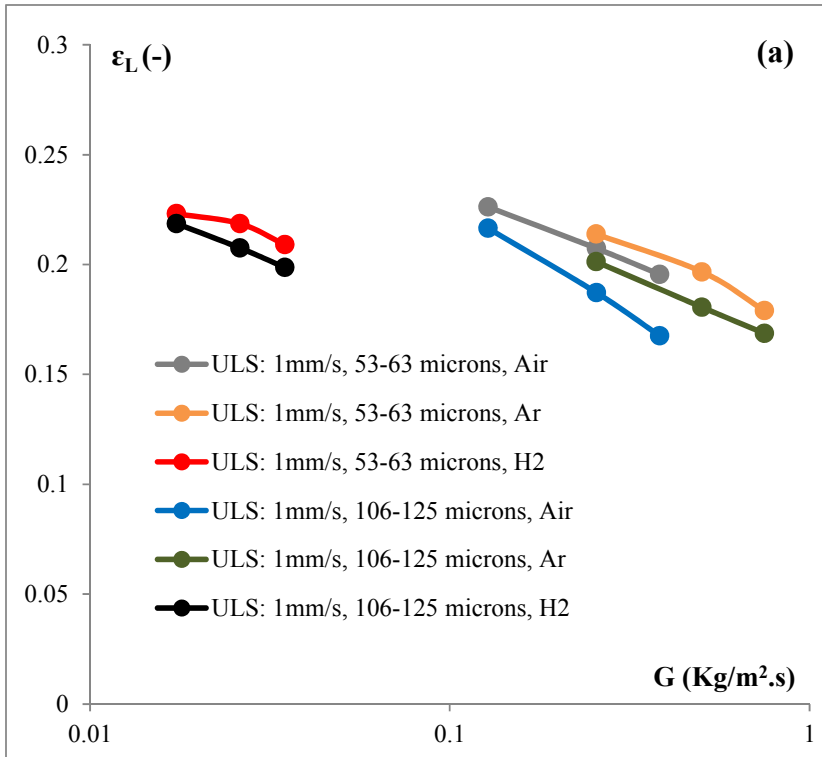 ε_L (-)
(a)
0.3
0.25
0.2
0.15
0.1
0.05
0
ULS: 1mm/s, 53-63 microns, Air
ULS: 1mm/s, 53-63 microns, Ar
ULS: 1mm/s, 53-63 microns, H2
ULS: 1mm/s, 106-125 microns, Air
ULS: 1mm/s, 106-125 microns, Ar
ULS: 1mm/s, 106-125 microns, H2
G (Kg/m².s)
0.01 0.1 1